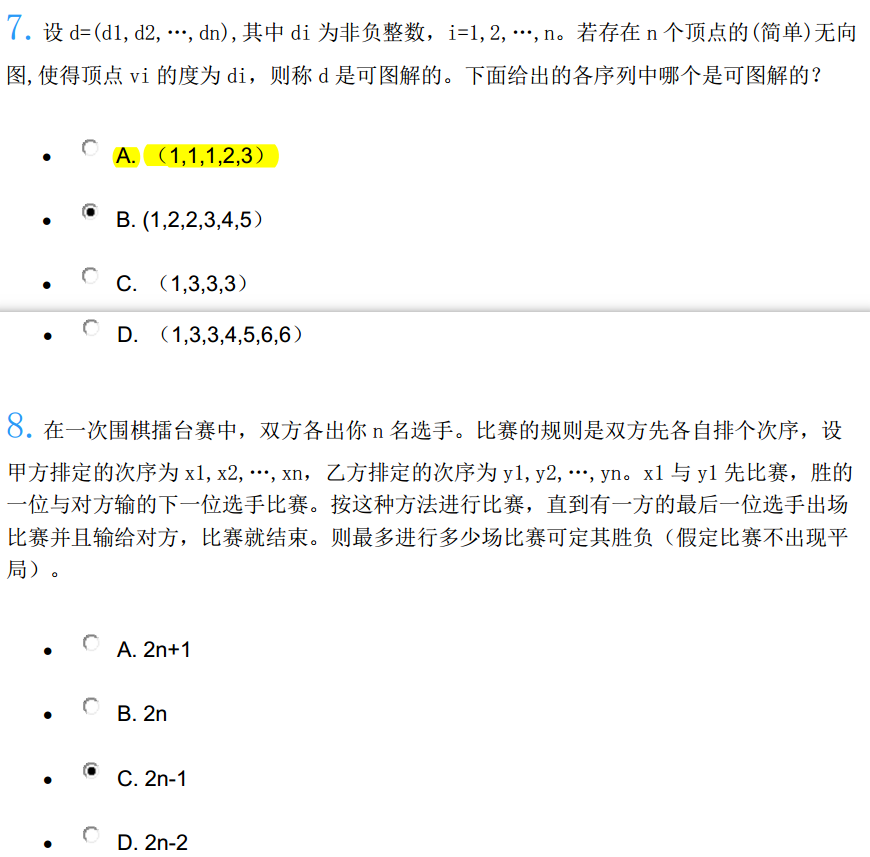 7. 设 d=(d1, d2, …, dn), 其中 di 为非负整数，i=1, 2, …, n。若存在 n 个顶点的(简单)无向
图, 使得顶点 vi 的度为 di，则称 d 是可图解的。下面给出的各序列中哪个是可图解的？
A. （1,1,1,2,3）
B. (1,2,2,3,4,5）
C. （1,3,3,3）
D. （1,3,3,4,5,6,6）
8. 在一次围棋擂台赛中，双方各出你 n 名选手。比赛的规则是双方先各自排个次序，设
甲方排定的次序为 x1, x2, …, xn， 乙方排定的次序为 y1, y2, …, yn。x1 与 y1 先比赛，胜的
一位与对方输的下一位选手比赛。按这种方法进行比赛，直到有一方的最后一位选手出场
比赛并且输给对方，比赛就结束。则最多进行多少场比赛可定其胜负（假定比赛不出现平
局）。
A. 2n+1
B. 2n
C. 2n-1
D. 2n-2